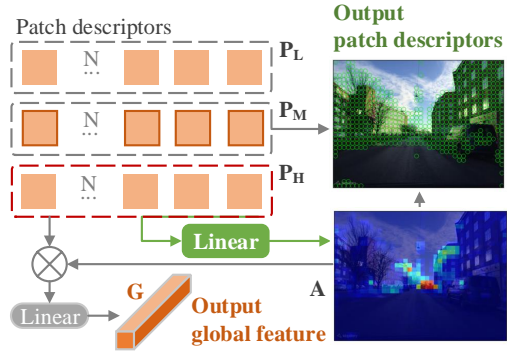 Patch descriptors
N
...
P_L
N
...
P_M
N
...
P_H
Output
patch descriptors
Linear
A
Linear
G
Output
global feature